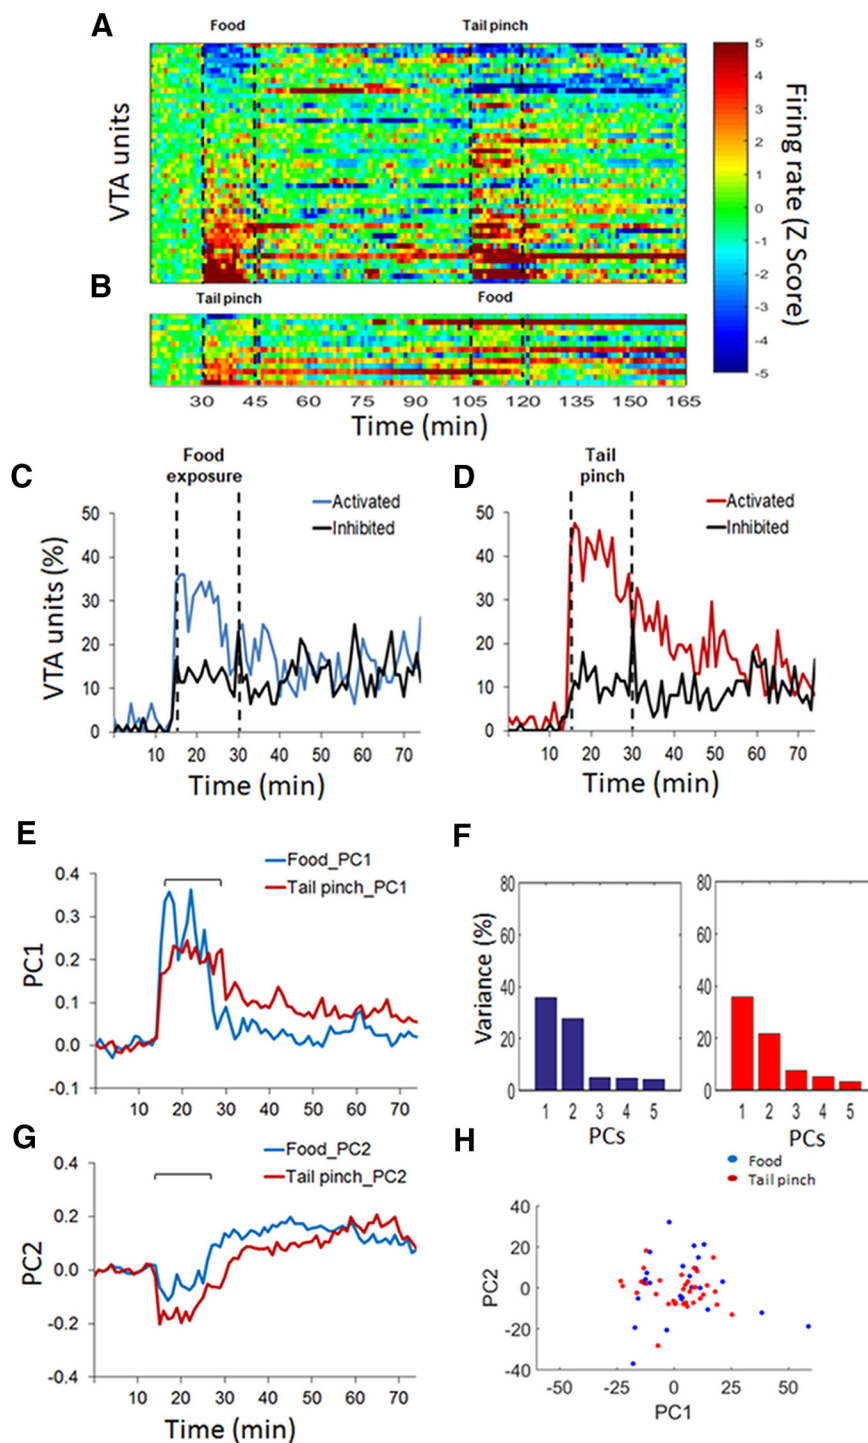 A
Food
Tail pinch
VTA units
5
4
3
2
1
0
-1
-2
-3
-4
-5
Firing rate (Z Score)
B
Tail pinch
Food
30 45 60 75 90 105 120 135 150 165
Time (min)
C
Food
exposure
Activated
Inhibited
VTA units (%)
50
40
30
20
10
0
10 20 30 40 50 60 70
Time (min)
D
Tail
pinch
Activated
Inhibited
50
40
30
20
10
0
10 20 30 40 50 60 70
Time (min)
E
Food_PC1
Tail pinch_PC1
PC1
0.4
0.3
0.2
0.1
0.0
-0.1
10 20 30 40 50 60 70
F
Variance (%)
80
60
40
20
0
1 2 3 4 5
PCs
80
60
40
20
0
1 2 3 4 5
PCs
G
Food_PC2
Tail pinch_PC2
PC2
0.4
0.2
0.0
-0.2
-0.4
10 20 30 40 50 60 70
Time (min)
H
Food
Tail pinch
PC2
40
20
0
-20
-40
-50 -25 0 25 50
PC1